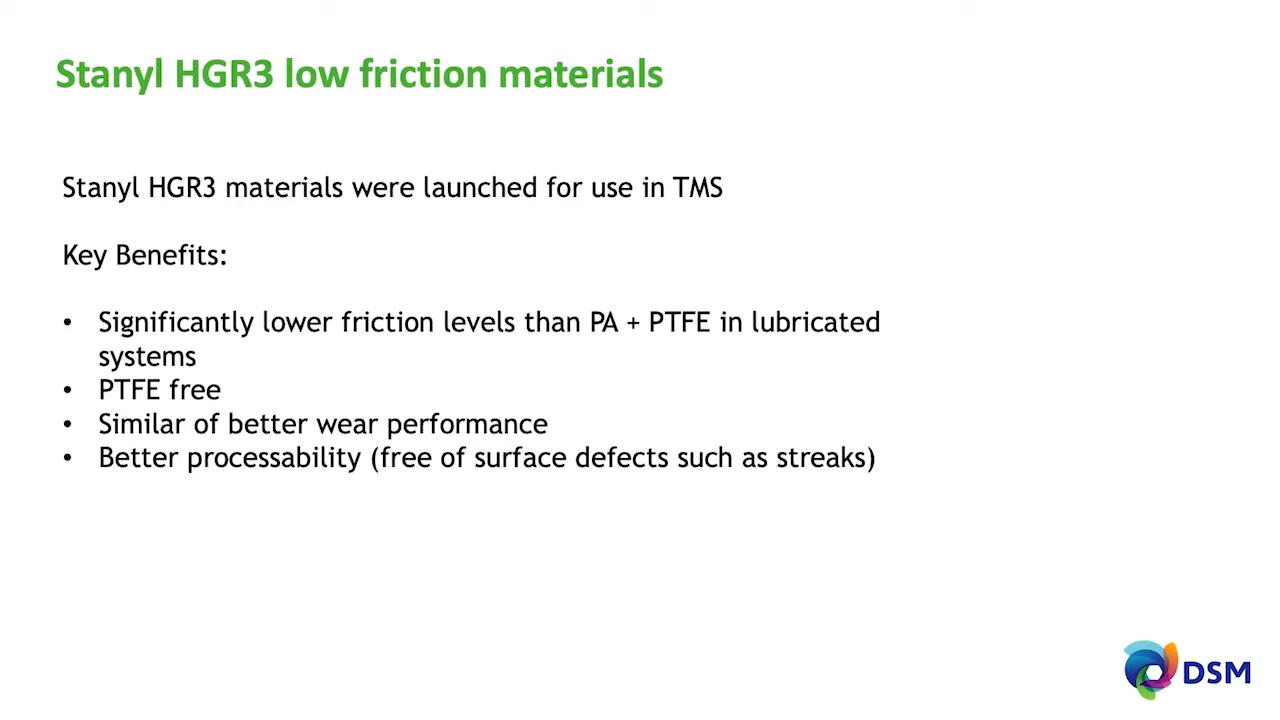 Stanyl HGR3 low friction materials
Stanyl HGR3 materials were launched for use in TMS
Key Benefits:
• Significantly lower friction levels than PA + PTFE in lubricated
systems
• PTFE free
• Similar of better wear performance
• Better processability (free of surface defects such as streaks)
DSM